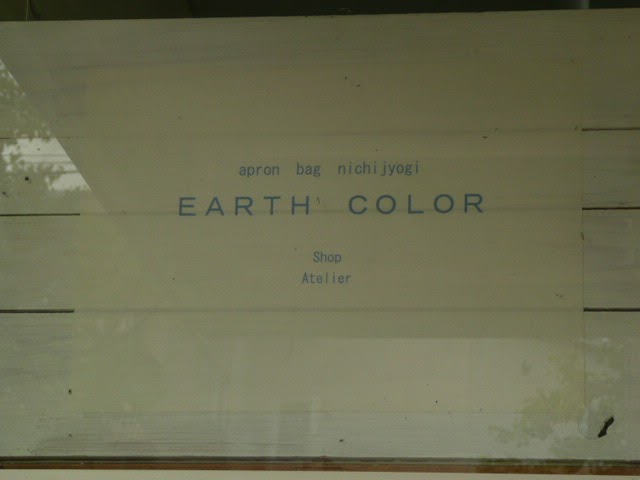 apron bag nichijyogi
EARTH COLOR
Shop
Atelier